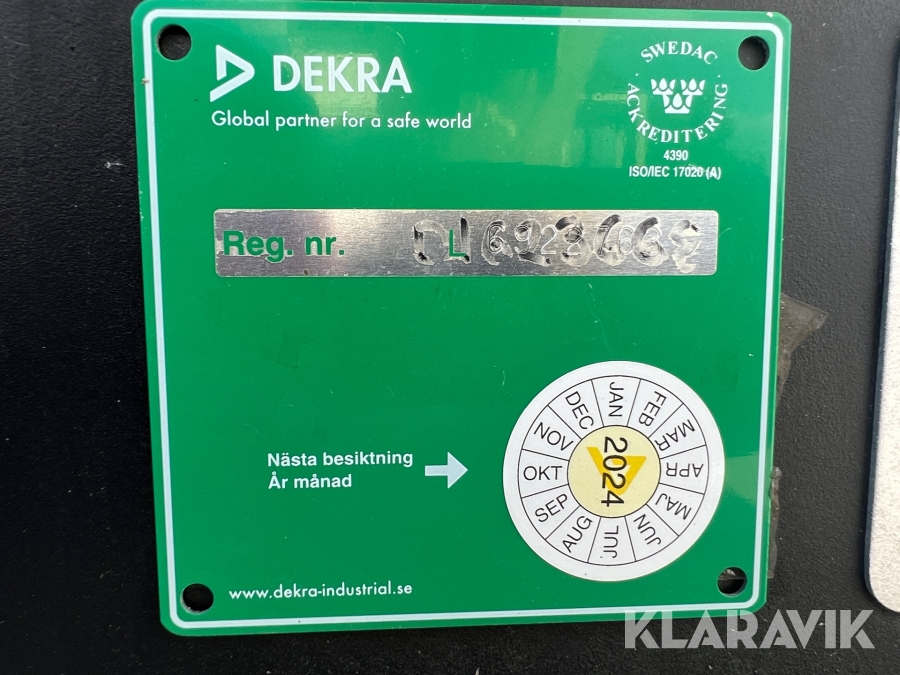 DEKRA
Global partner for a safe world
SWEDAC
ACKREDITERING
4390
ISO/IEC 17020 (A)
Reg. nr.
Nästa besiktning
År månad
JAN
FEB
MAR
APR
MAJ
JUN
JUL
AUG
SEP
OKT
NOV
DEC
2024
www.dekra-industrial.se
KLARAVIK